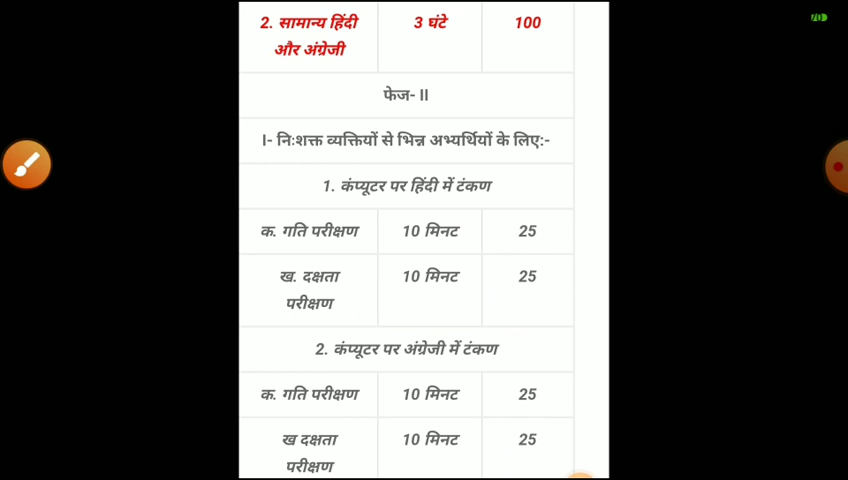 2. सामान्य हिंदी 3 घंटे 100
और अंग्रेजी
फेज- II
I- निःशक्त व्यक्तियों से भिन्न अभ्यर्थियों के लिए:-
1. कंप्यूटर पर हिंदी में टंकण
क. गति परीक्षण 10 मिनट 25
ख. दक्षता 10 मिनट 25
परीक्षण
2. कंप्यूटर पर अंग्रेजी में टंकण
क. गति परीक्षण 10 मिनट 25
ख दक्षता 10 मिनट 25
परीक्षण